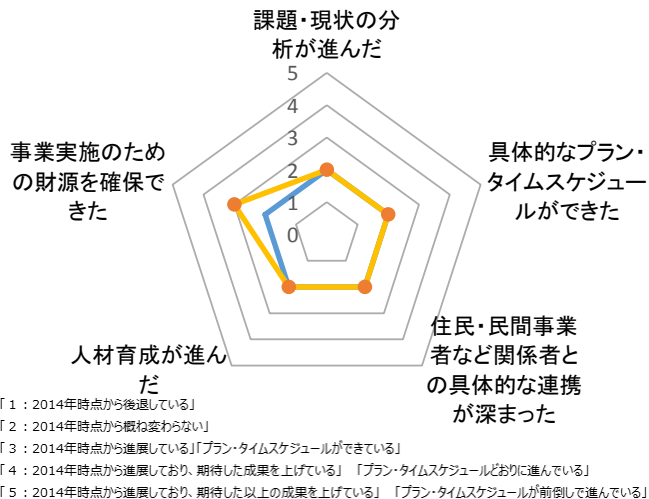 課題・現状の分
析が進んだ
5
4
3
2
1
0
具体的なプラン・
タイムスケジュー
ルができた
住民・民間事業
者など関係者と
の具体的な連携
が深まった
人材育成が進ん
だ
事業実施のため
の財源を確保で
きた
「1：2014年時点から後退している」
「2：2014年時点から概ね変わらない」
「3：2014年時点から進展している」「プラン・タイムスケジュールができている」
「4：2014年時点から進展しており、期待した成果を上げている」　「プラン・タイムスケジュールどおりに進んでいる」
「5：2014年時点から進展しており、期待した以上の成果を上げている」　「プラン・タイムスケジュールが前倒しで進んでいる」